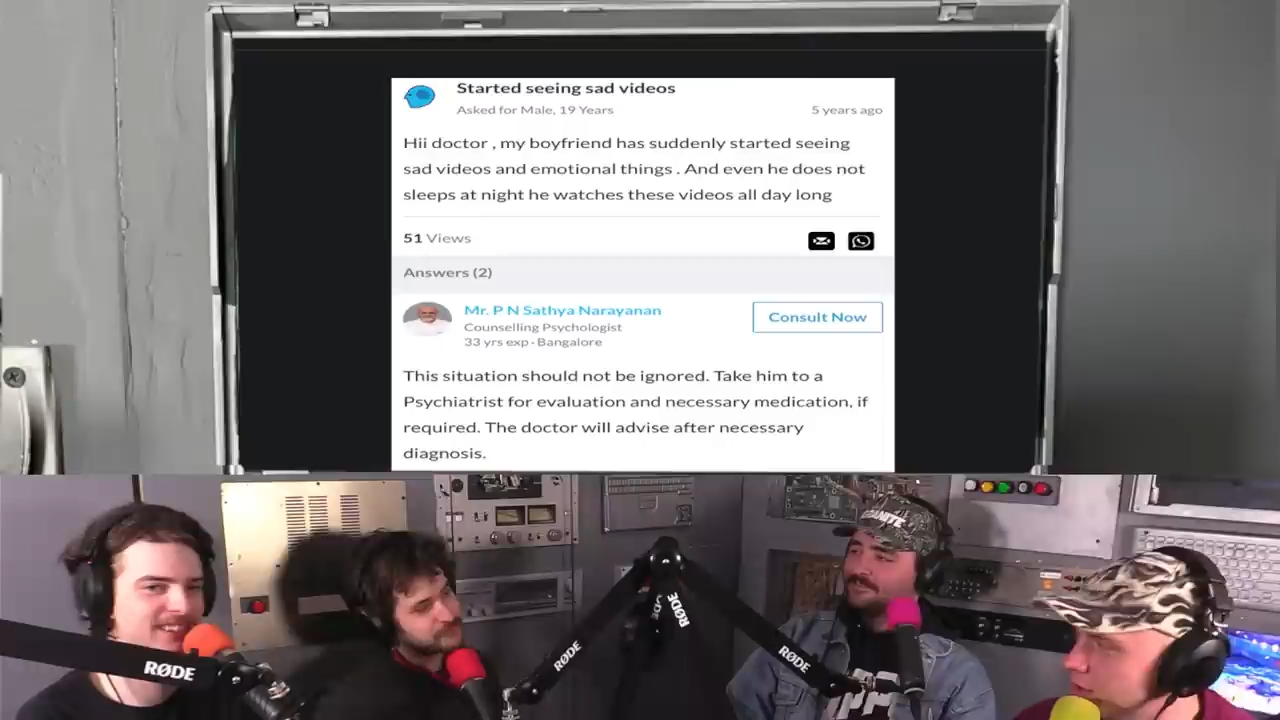 Started seeing sad videos
Asked for Male, 19 Years
5 years ago
Hii doctor , my boyfriend has suddenly started seeing
sad videos and emotional things . And even he does not
sleeps at night he watches these videos all day long
51 Views
Answers (2)
Mr. P N Sathya Narayanan
Counselling Psychologist
33 yrs exp - Bangalore
Consult Now
This situation should not be ignored. Take him to a
Psychiatrist for evaluation and necessary medication, if
required. The doctor will advise after necessary
diagnosis.
RØDE
RØDE
RØDE
RØDE